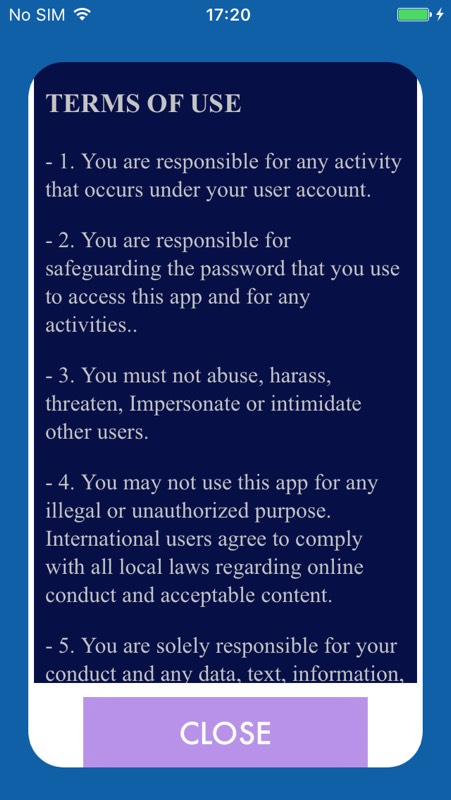 No SIM 17:20
TERMS OF USE
- 1. You are responsible for any activity
that occurs under your user account.
- 2. You are responsible for
safeguarding the password that you use
to access this app and for any
activities..
- 3. You must not abuse, harass,
threaten, Impersonate or intimidate
other users.
- 4. You may not use this app for any
illegal or unauthorized purpose.
International users agree to comply
with all local laws regarding online
conduct and acceptable content.
- 5. You are solely responsible for your
conduct and any data, text, information,
CLOSE